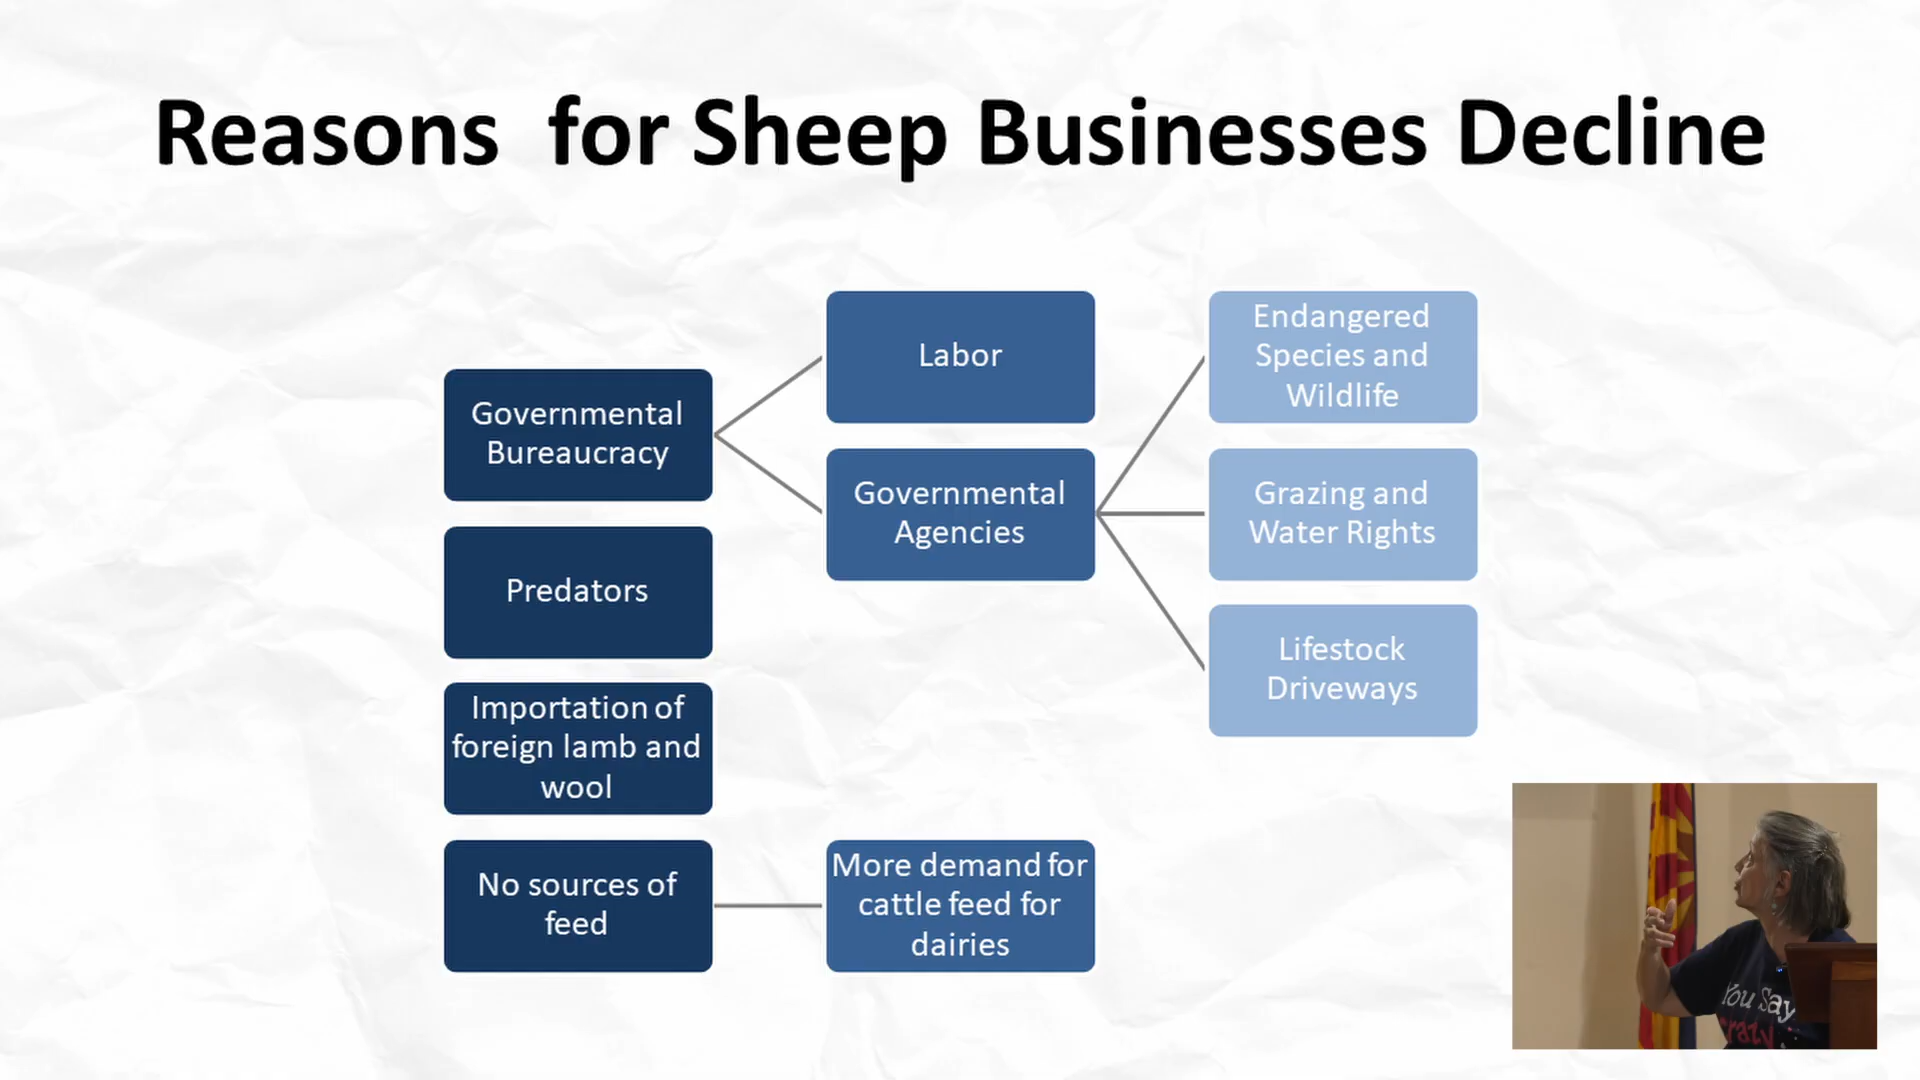 Reasons  for Sheep Businesses Decline
Governmental
Bureaucracy
Predators
Importation of
foreign lamb and
wool
No sources of
feed
Labor
Governmental
Agencies
More demand for
cattle feed for
dairies
Endangered
Species and
Wildlife
Grazing and
Water Rights
Lifestock
Driveways
You Say